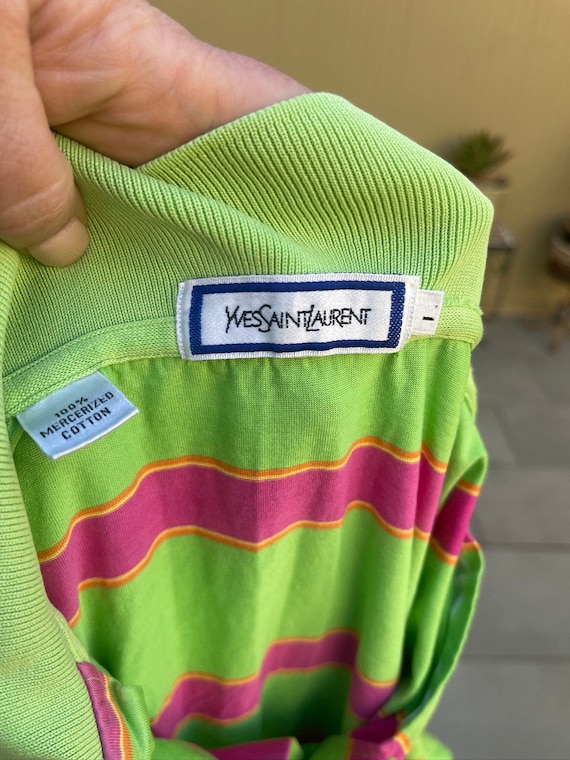 YVESSAINTLAURENT
100%
MERCERIZED
COTTON